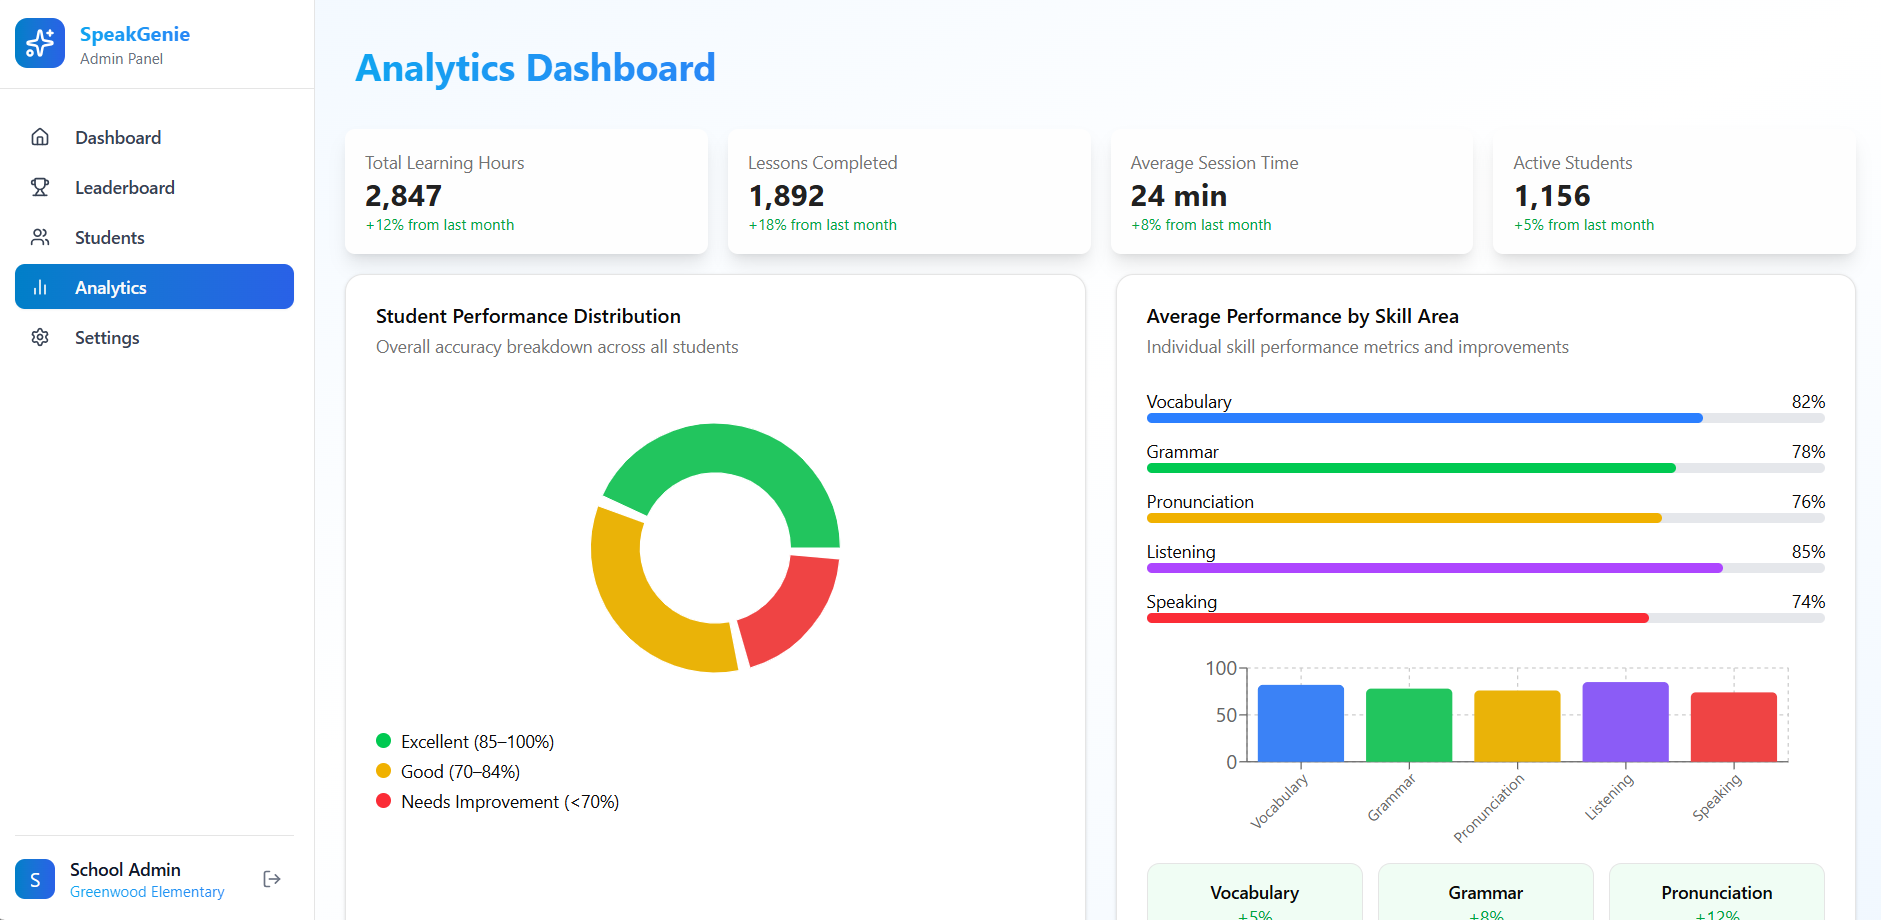 SpeakGenie
Admin Panel
Dashboard
Leaderboard
Students
Analytics
Settings
School Admin
S
Greenwood Elementary
Analytics Dashboard
Total Learning Hours
2,847
+12% from last month
Lessons Completed
1,892
+18% from last month
Average Session Time
24 min
+8% from last month
Active Students
1,156
+5% from last month
Student Performance Distribution
Overall accuracy breakdown across all students
Excellent (85–100%)
Good (70–84%)
Needs Improvement (<70%)
Average Performance by Skill Area
Individual skill performance metrics and improvements
Vocabulary 82%
Grammar 78%
Pronunciation 76%
Listening 85%
Speaking 74%
100
50
0
Vocabulary
Grammar
Pronunciation
Listening
Speaking
Vocabulary
+5%
Grammar
+8%
Pronunciation
+12%